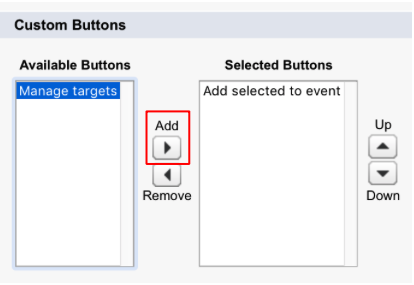 Custom Buttons
Available Buttons
Selected Buttons
Manage targets
Add selected to event
Add
Remove
Up
Down